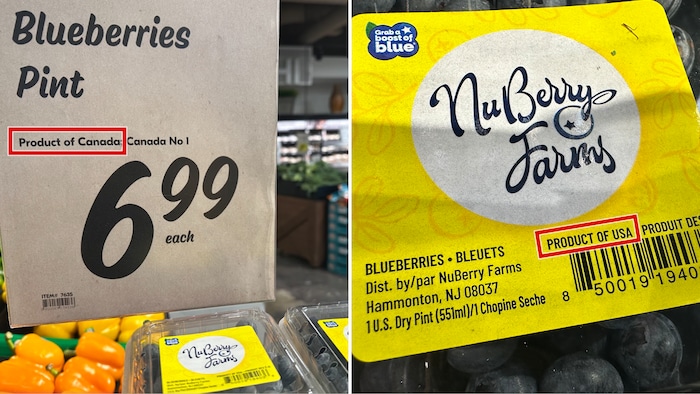 Blueberries
Pint
Product of Canada Canada No 1
6 99
each
ITEM# 7635
NuBerry
Farms
Grab a
boost of
blue
NuBerry
Farms
PRODUCT OF USA PRODUIT
BLUEBERRIES • BLEUETS
Dist. by/par NuBerry Farms
Hammonton, NJ 08037
1 U.S. Dry Pint (551ml)/1 Chopine Seche
8 50019 1940